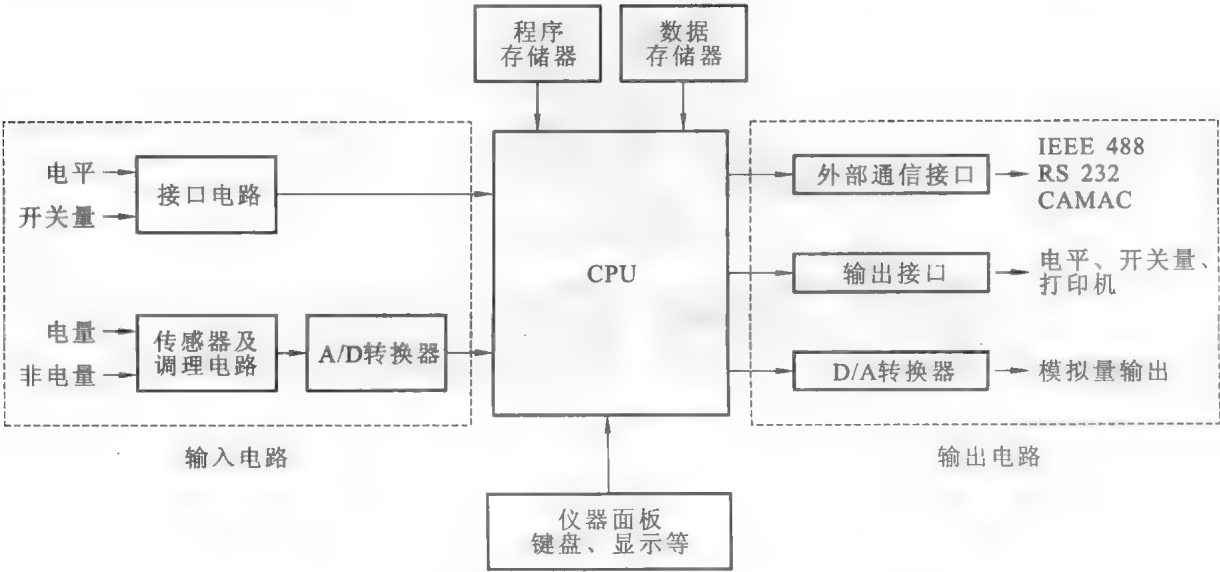 程序
存储器
数据
存储器
电平
开关量
接口电路
CPU
外部通信接口
IEEE 488
RS 232
CAMAC
输出接口
电平、开关量、
打印机
电量
非电量
传感器及
调理电路
A/D转换器
D/A转换器
模拟量输出
输入电路
输出电路
仪器面板
键盘、显示等